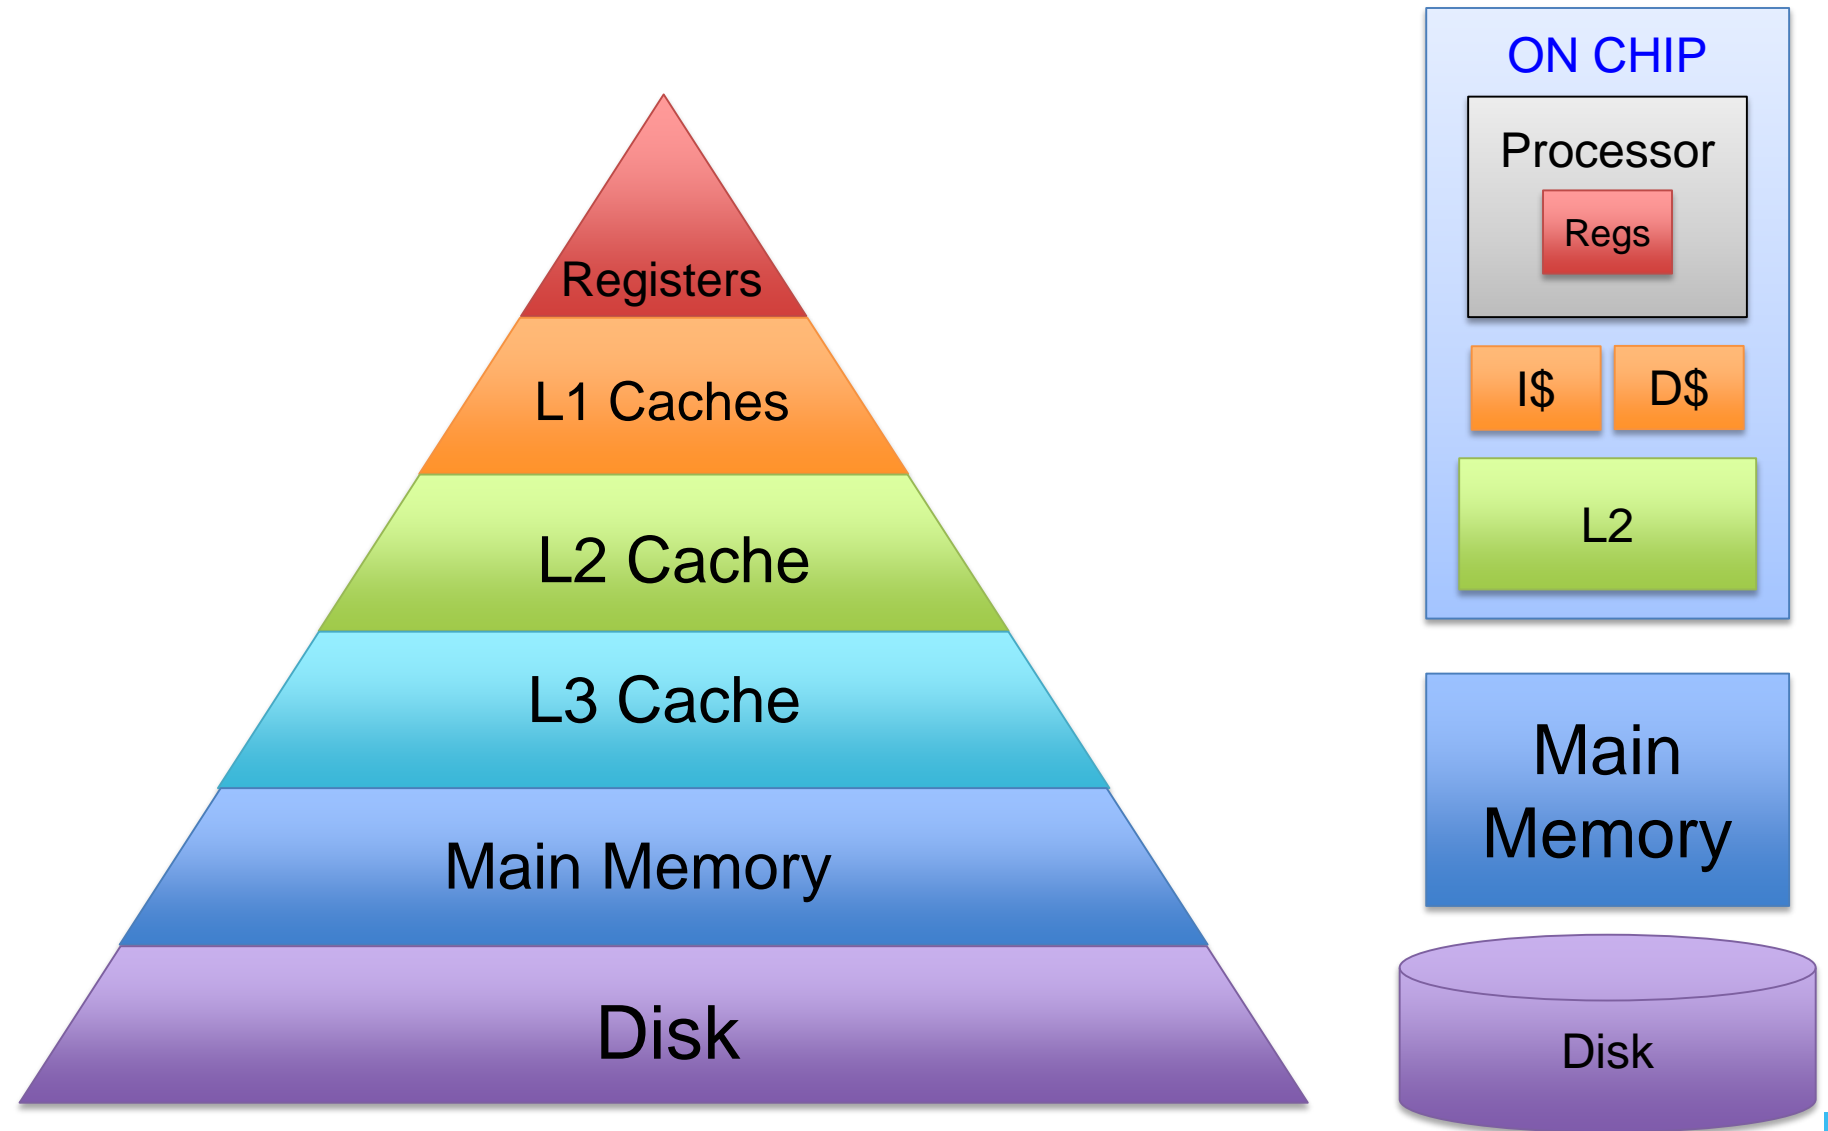 Registers
L1 Caches
L2 Cache
L3 Cache
Main Memory
Disk
ON CHIP
Processor
Regs
I$
D$
L2
Main
Memory
Disk